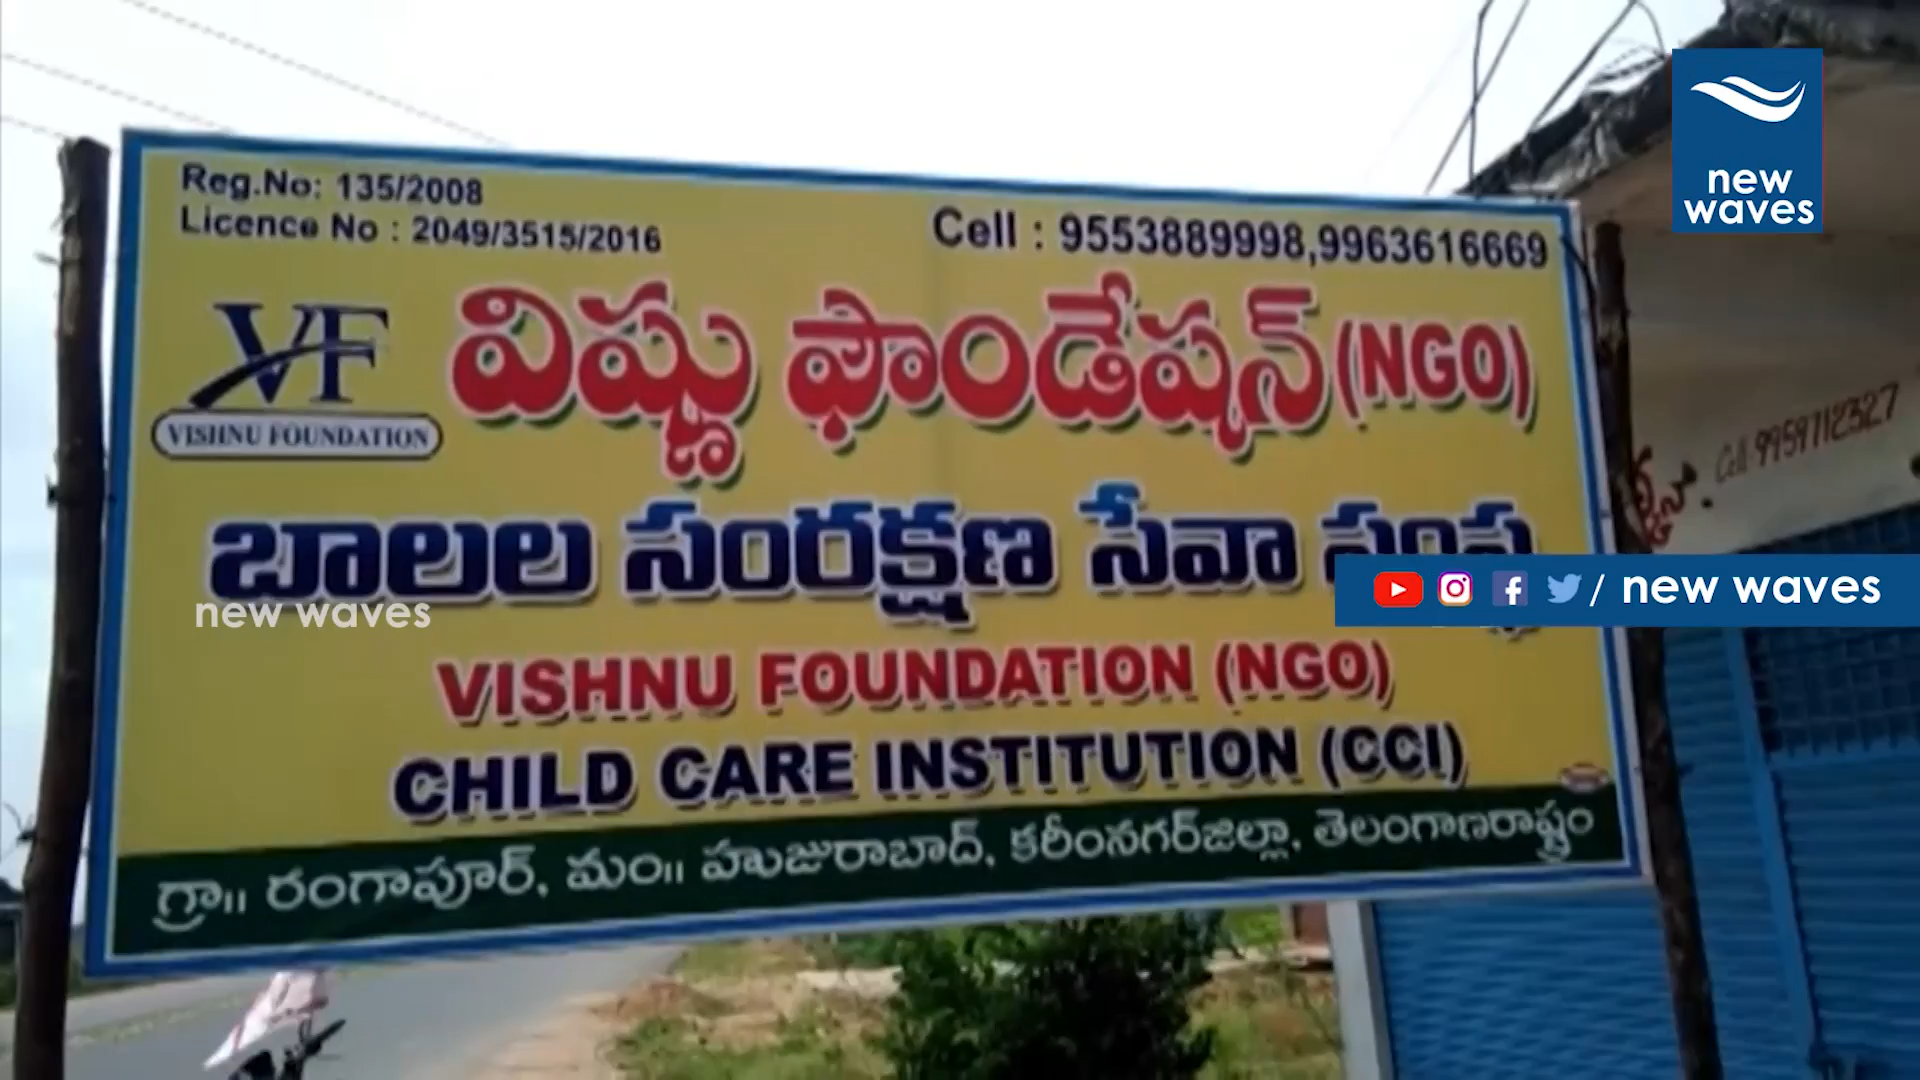 Reg.No: 135/2008
Licence No : 2049/3515/2016
Cell : 9553889998,9963616669
VF
VISHNU FOUNDATION
విష్ణు ఫౌండేషన్ (NGO)
బాలల సంరక్షణ సేవా
VISHNU FOUNDATION (NGO)
CHILD CARE INSTITUTION (CCI)
గ్రా॥ రంగాపూర్, మం॥ హుజురాబాద్, కరీంనగర్‌జిల్లా, తెలంగాణరాష్ట్రం
Cell 9959712327
new waves
new waves
/ new waves